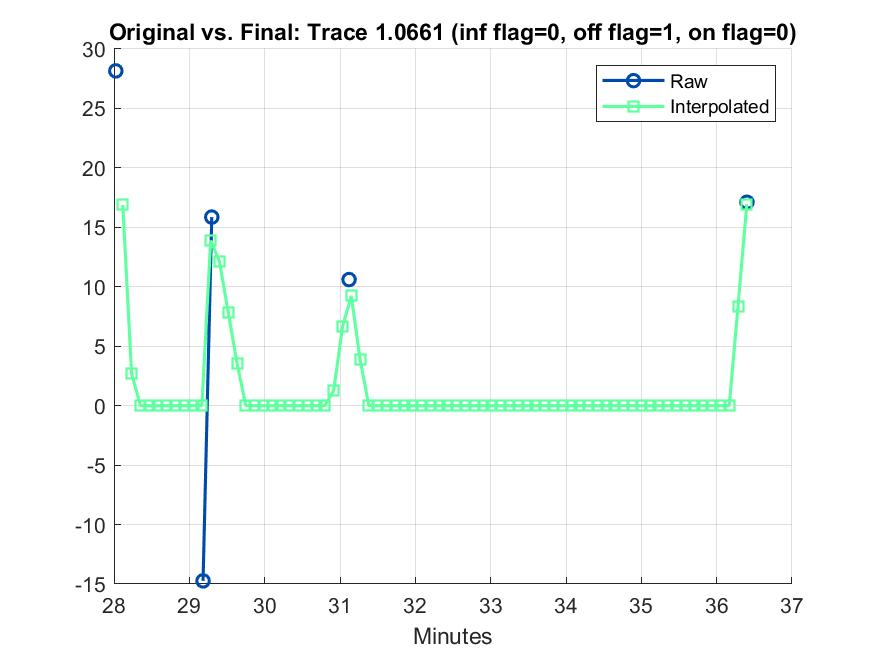 Original vs. Final: Trace 1.0661 (inf flag=0, off flag=1, on flag=0)
30
25
20
15
10
5
0
-5
-10
-15
Raw
Interpolated
28 29 30 31 32 33 34 35 36 37
Minutes